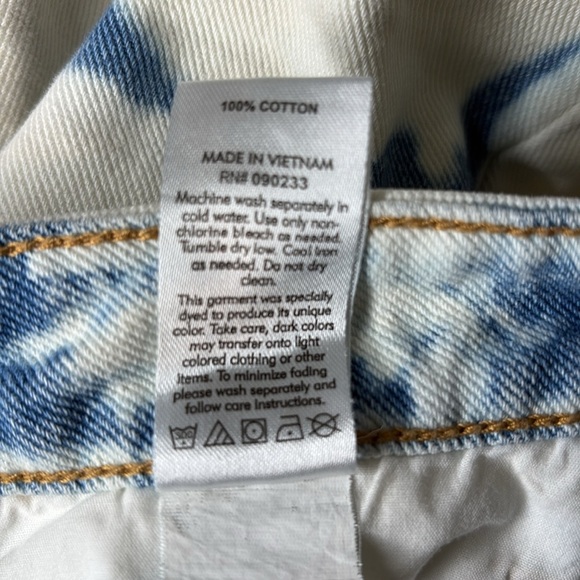 100% COTTON
MADE IN VIETNAM
RN# 090233
Machine wash separately in
cold water. Use only non-
chlorine bleach as needed.
Tumble dry low. Cool Iron
as needed. Do not dry
clean.
This garment was specially
dyed to produce its unique
color. Take care, dark colors
may transfer onto light
colored clothing or other
items. To minimize fading
please wash separately and
follow care instructions.